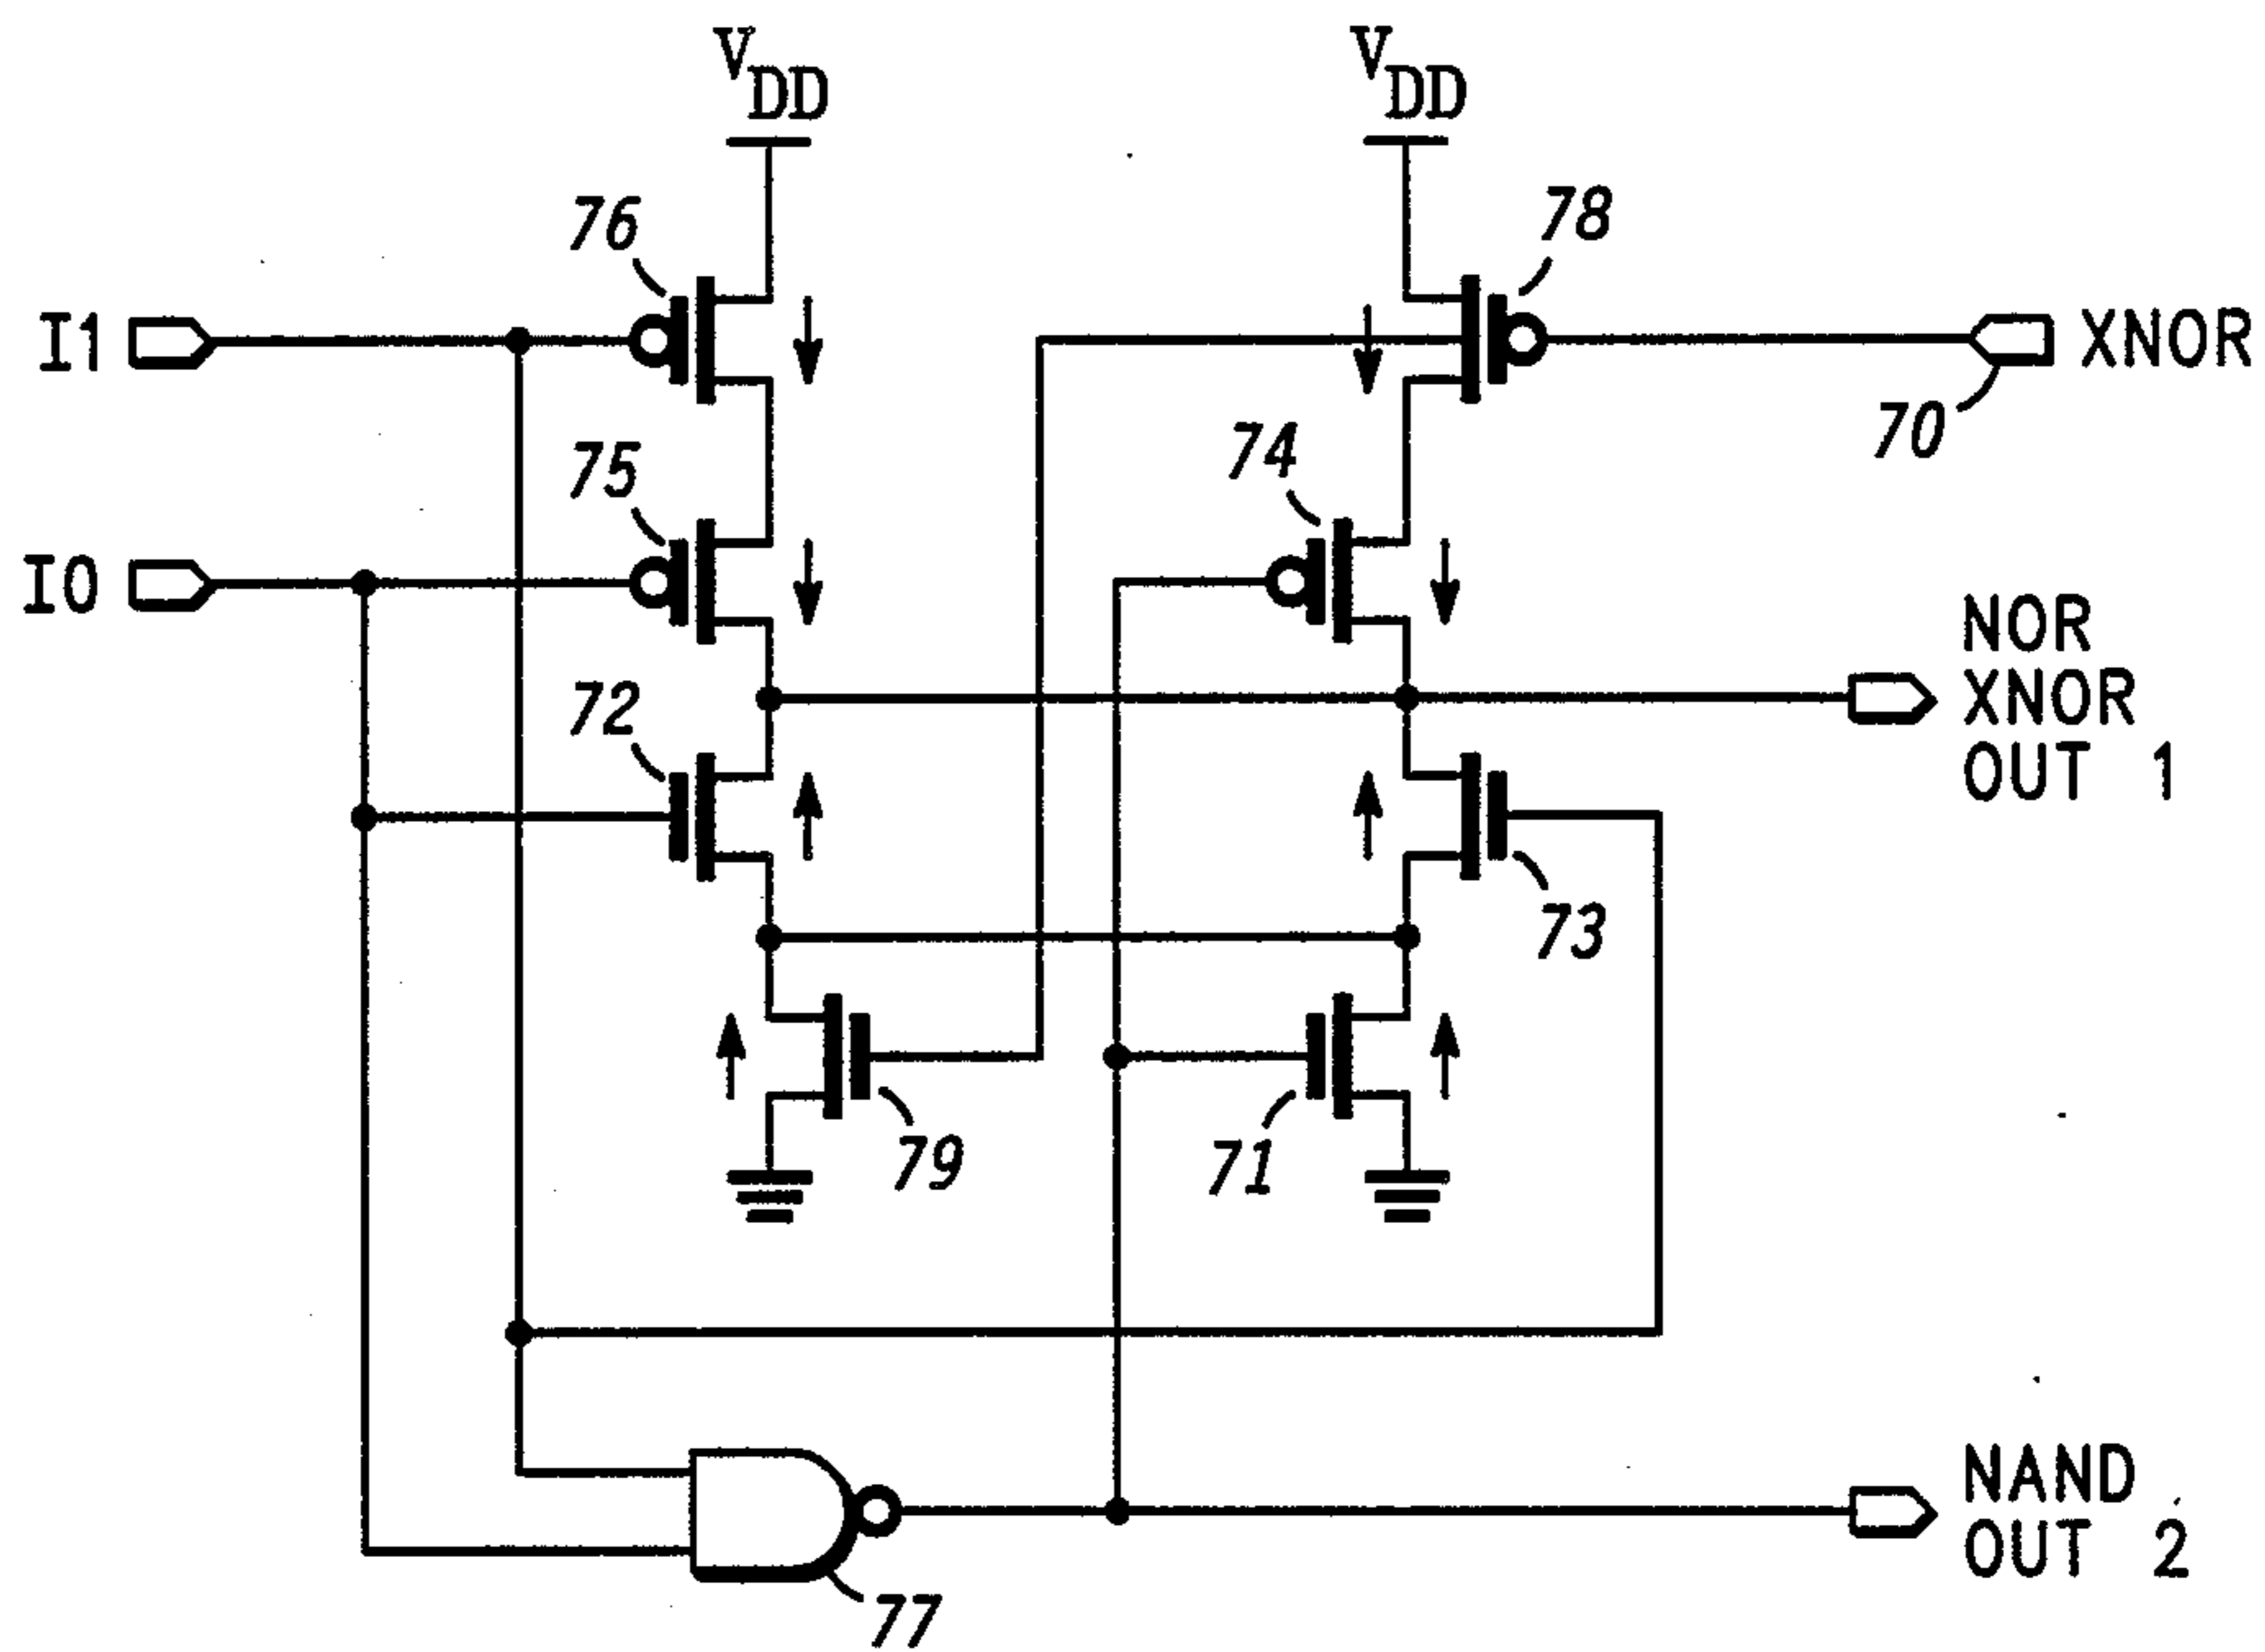 VDD
VDD
76
78
I1
XNOR
70
75
74
I0
NOR
XNOR
OUT 1
72
73
79
71
NAND
OUT 2
77